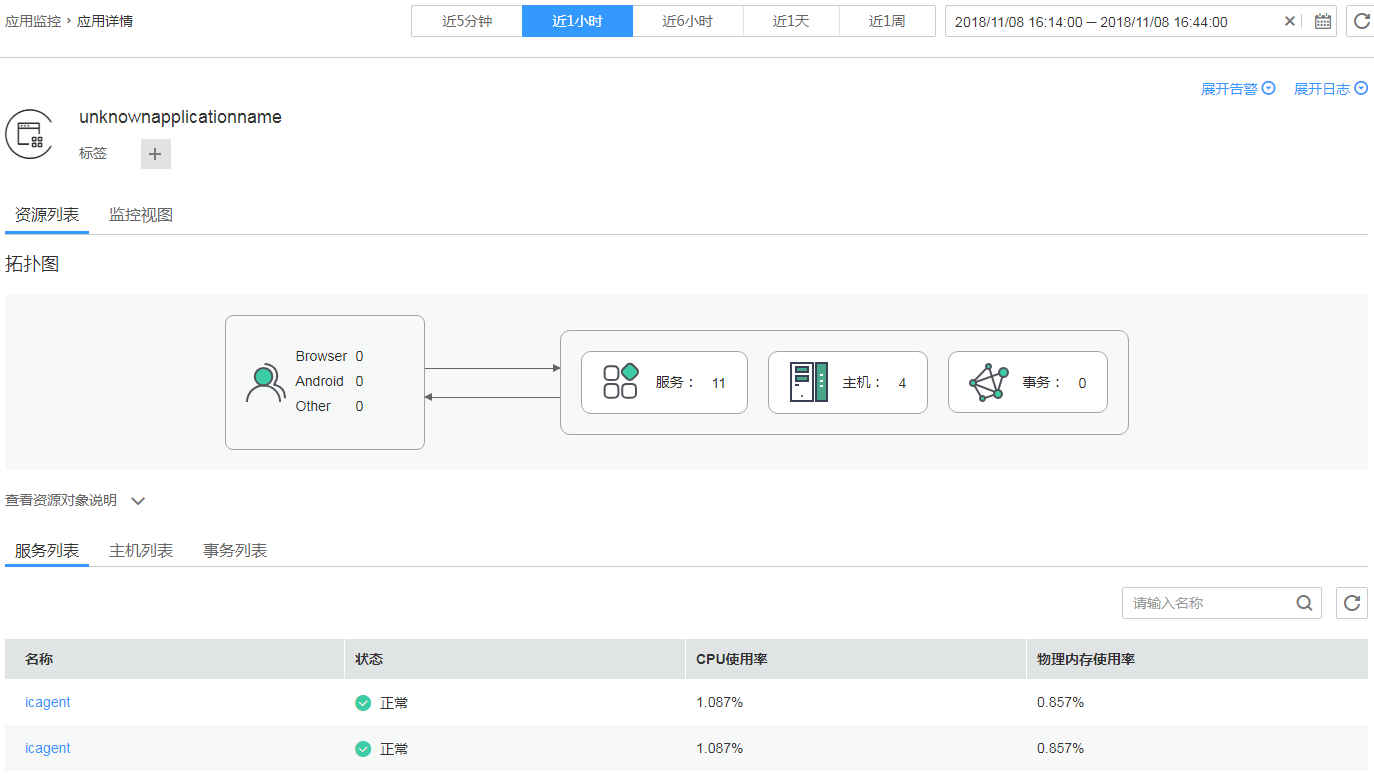 应用监控 › 应用详情 近5分钟 近1小时 近6小时 近1天 近1周 2018/11/08 16:14:00 – 2018/11/08 16:44:00
展开告警 展开日志
unknownapplicationname
标签
资源列表 监控视图
拓扑图
Browser 0
Android 0
Other 0
服务： 11 主机： 4 事务： 0
查看资源对象说明
服务列表 主机列表 事务列表
请输入名称
名称 状态 CPU使用率 物理内存使用率
icagent 正常 1.087% 0.857%
icagent 正常 1.087% 0.857%